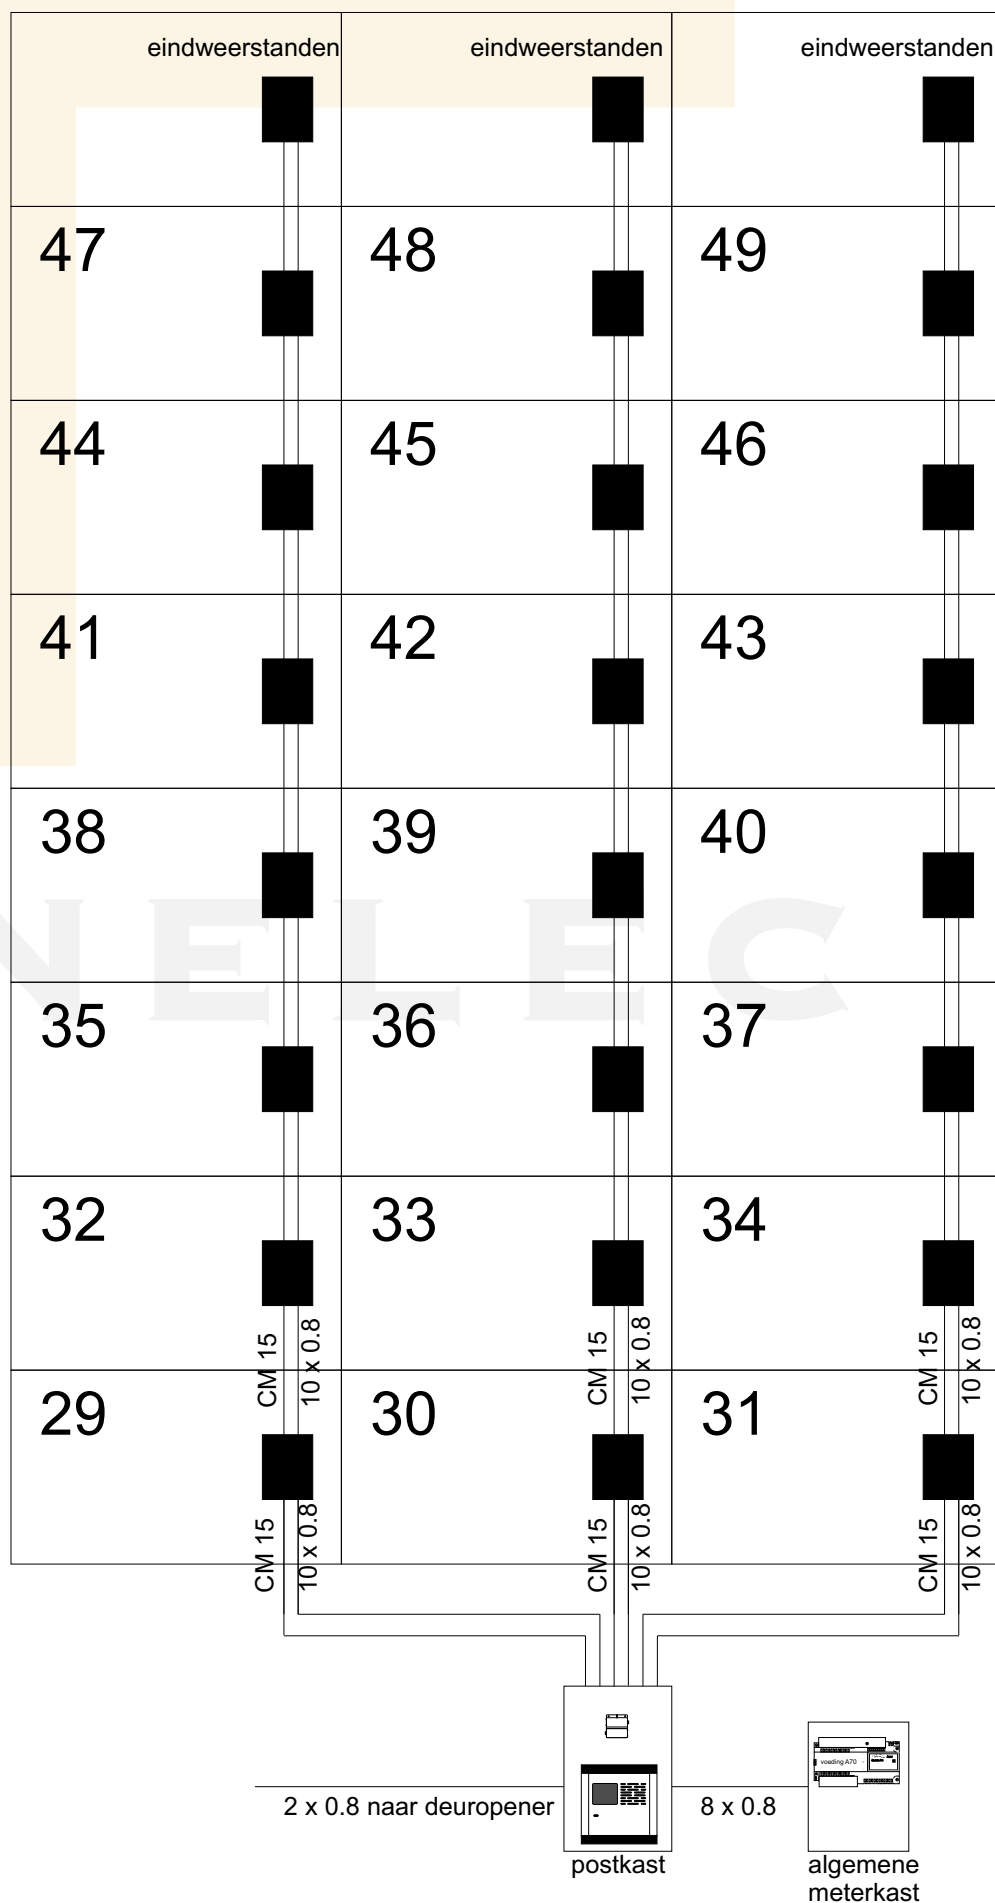 eindweerstanden eindweerstanden eindweerstanden
47 48 49
44 45 46
41 42 43
38 39 40
NELEC
35 36 37
32 33 34
CM 15 10 x 0.8 CM 15 10 x 0.8 CM 15 10 x 0.8
29 30 31
CM 15 10 x 0.8 CM 15 10 x 0.8 CM 15 10 x 0.8
voeding A70
2 x 0.8 naar deuropener 8 x 0.8
postkast algemene
meterkast